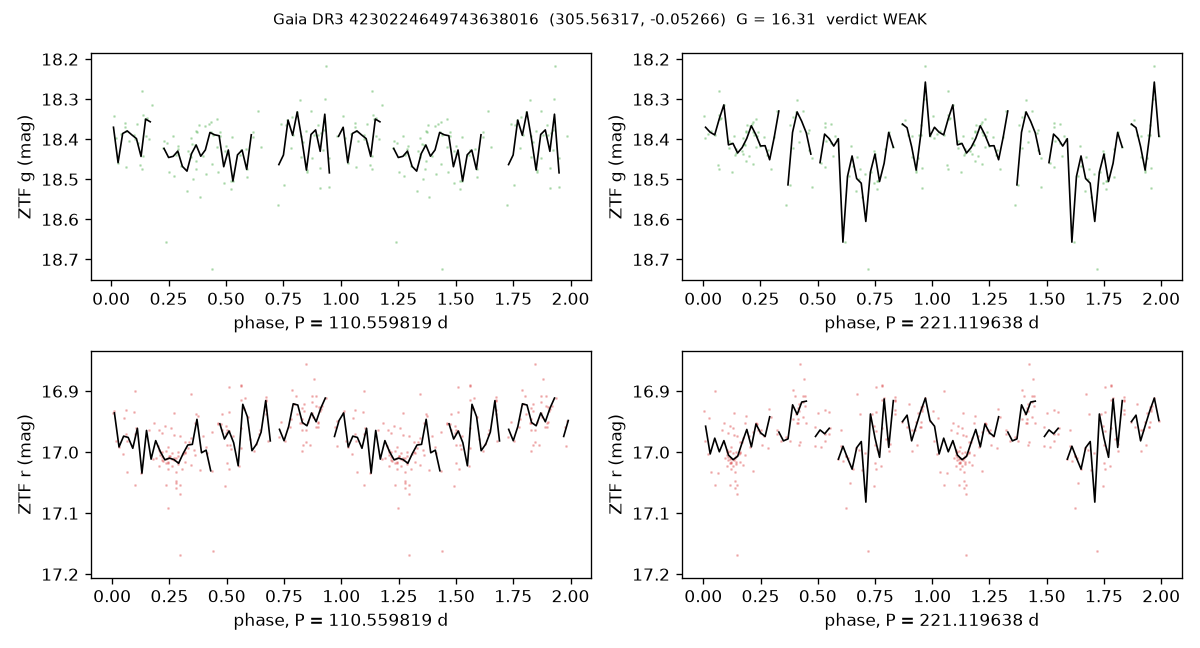 Gaia DR3 4230224649743638016  (305.56317, -0.05266)  G = 16.31  verdict WEAK
18.2
18.3
18.4
18.5
18.6
18.7
ZTF g (mag)
0.00 0.25 0.50 0.75 1.00 1.25 1.50 1.75 2.00
phase, P = 110.559819 d
18.2
18.3
18.4
18.5
18.6
18.7
ZTF g (mag)
0.00 0.25 0.50 0.75 1.00 1.25 1.50 1.75 2.00
phase, P = 221.119638 d
16.9
17.0
17.1
17.2
ZTF r (mag)
0.00 0.25 0.50 0.75 1.00 1.25 1.50 1.75 2.00
phase, P = 110.559819 d
16.9
17.0
17.1
17.2
ZTF r (mag)
0.00 0.25 0.50 0.75 1.00 1.25 1.50 1.75 2.00
phase, P = 221.119638 d